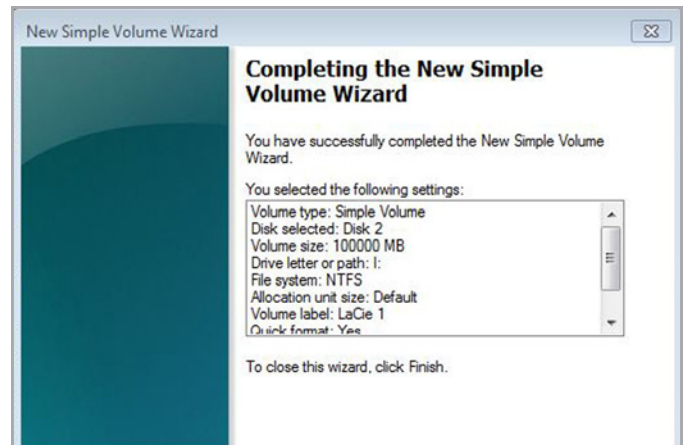 New Simple Volume Wizard
Completing the New Simple
Volume Wizard
You have successfully completed the New Simple Volume
Wizard.
You selected the following settings:
Volume type: Simple Volume
Disk selected: Disk 2
Volume size: 100000 MB
Drive letter or path: I:
File system: NTFS
Allocation unit size: Default
Volume label: LaCie 1
Quick format: Yes
To close this wizard, click Finish.